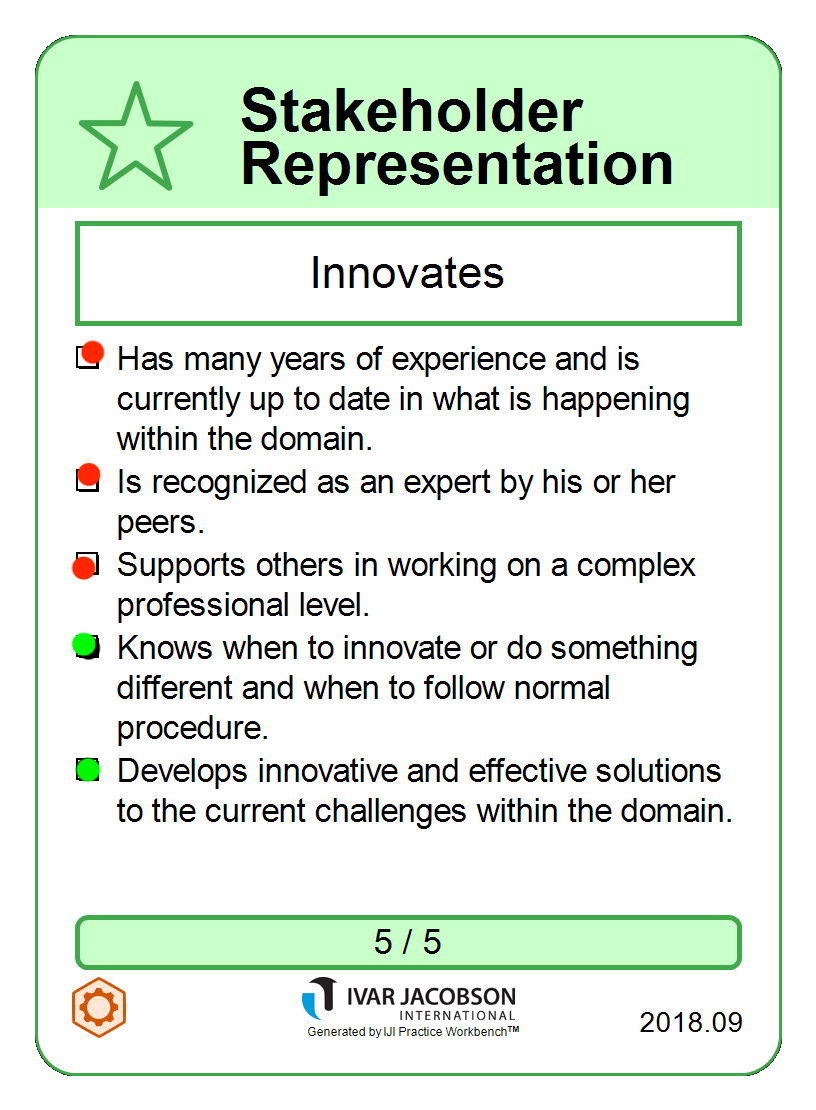 Stakeholder
Representation
Innovates
Has many years of experience and is
currently up to date in what is happening
within the domain.
Is recognized as an expert by his or her
peers.
Supports others in working on a complex
professional level.
Knows when to innovate or do something
different and when to follow normal
procedure.
Develops innovative and effective solutions
to the current challenges within the domain.
5 / 5
IVAR JACOBSON
INTERNATIONAL
Generated by IJI Practice Workbench™
2018.09